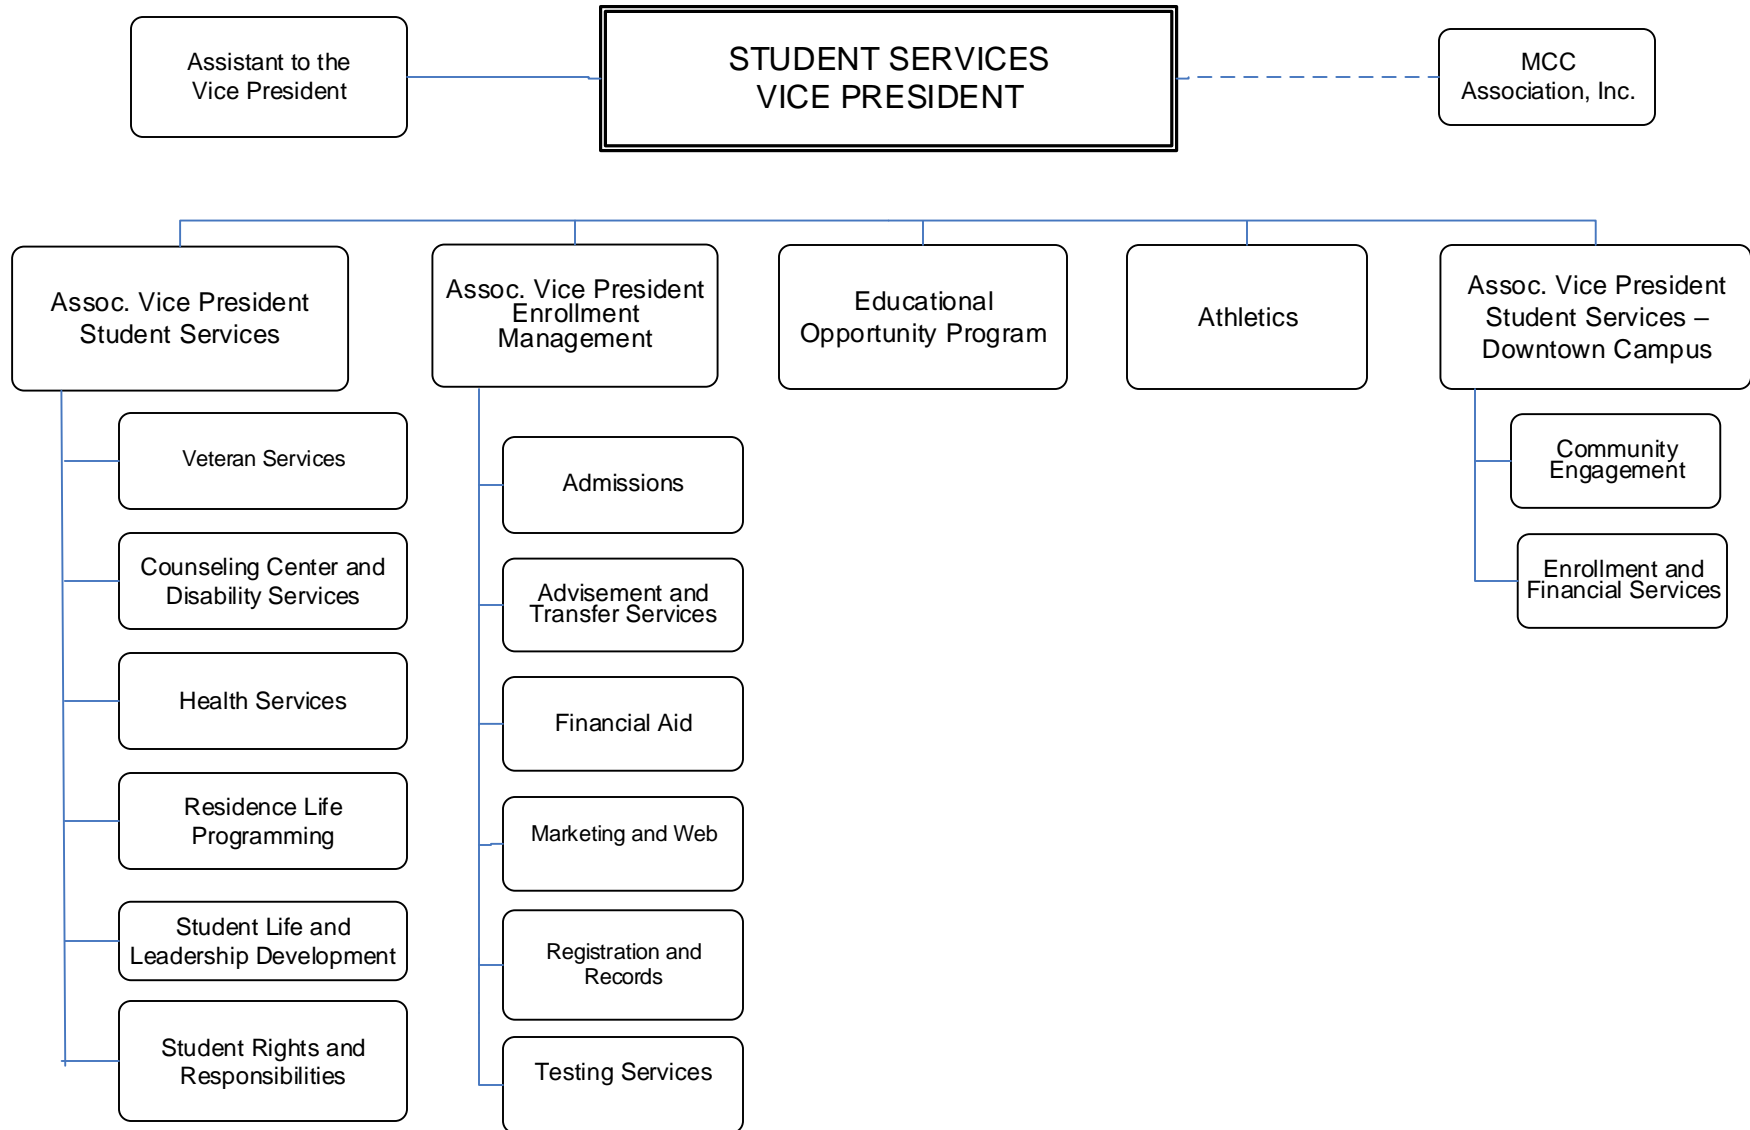 Assistant to the
Vice President
STUDENT SERVICES
VICE PRESIDENT
MCC
Association, Inc.
Assoc. Vice President
Student Services
Assoc. Vice President
Enrollment
Management
Educational
Opportunity Program
Athletics
Assoc. Vice President
Student Services –
Downtown Campus
Veteran Services
Counseling Center and
Disability Services
Health Services
Residence Life
Programming
Student Life and
Leadership Development
Student Rights and
Responsibilities
Admissions
Advisement and
Transfer Services
Financial Aid
Marketing and Web
Registration and
Records
Testing Services
Community
Engagement
Enrollment and
Financial Services